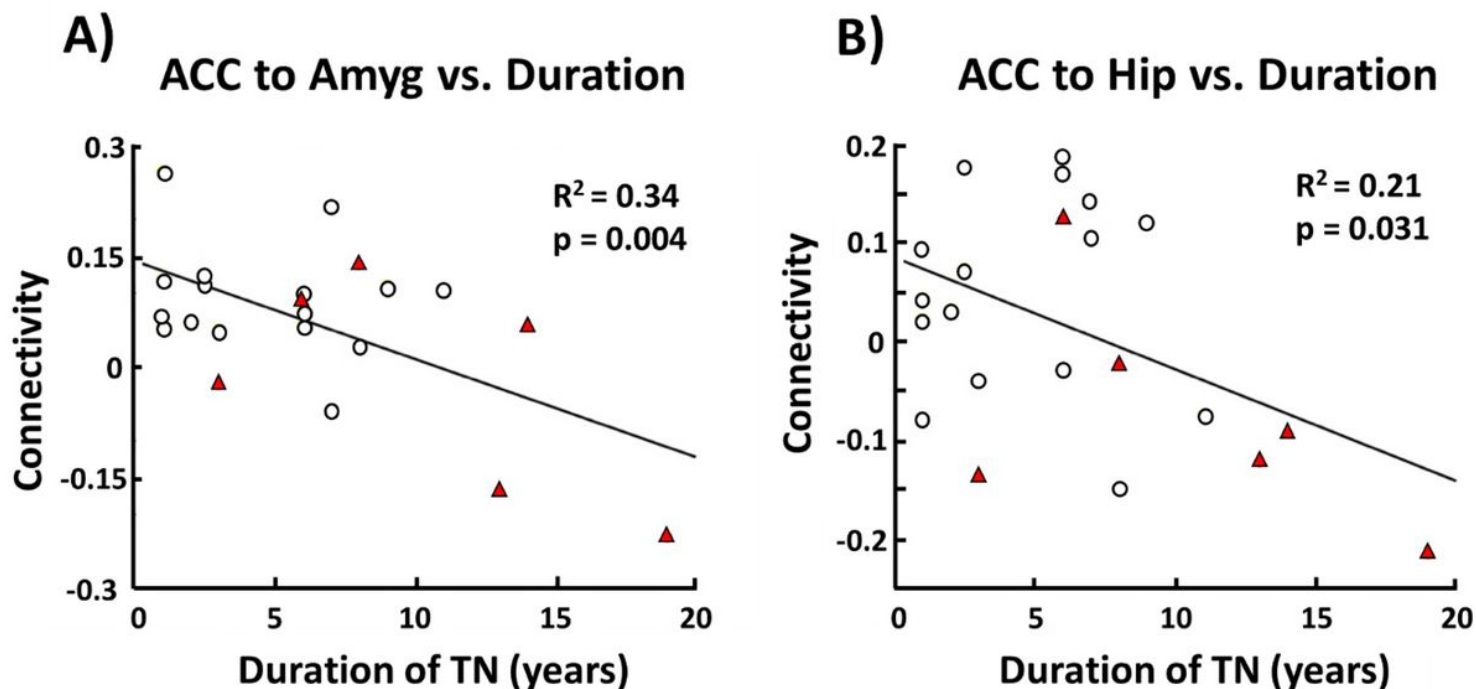 A)
ACC to Amyg vs. Duration
R² = 0.34
p = 0.004
0.3
0.15
0
-0.15
-0.3
Connectivity
0 5 10 15 20
Duration of TN (years)
B)
ACC to Hip vs. Duration
R² = 0.21
p = 0.031
0.2
0.1
0
-0.1
-0.2
Connectivity
0 5 10 15 20
Duration of TN (years)